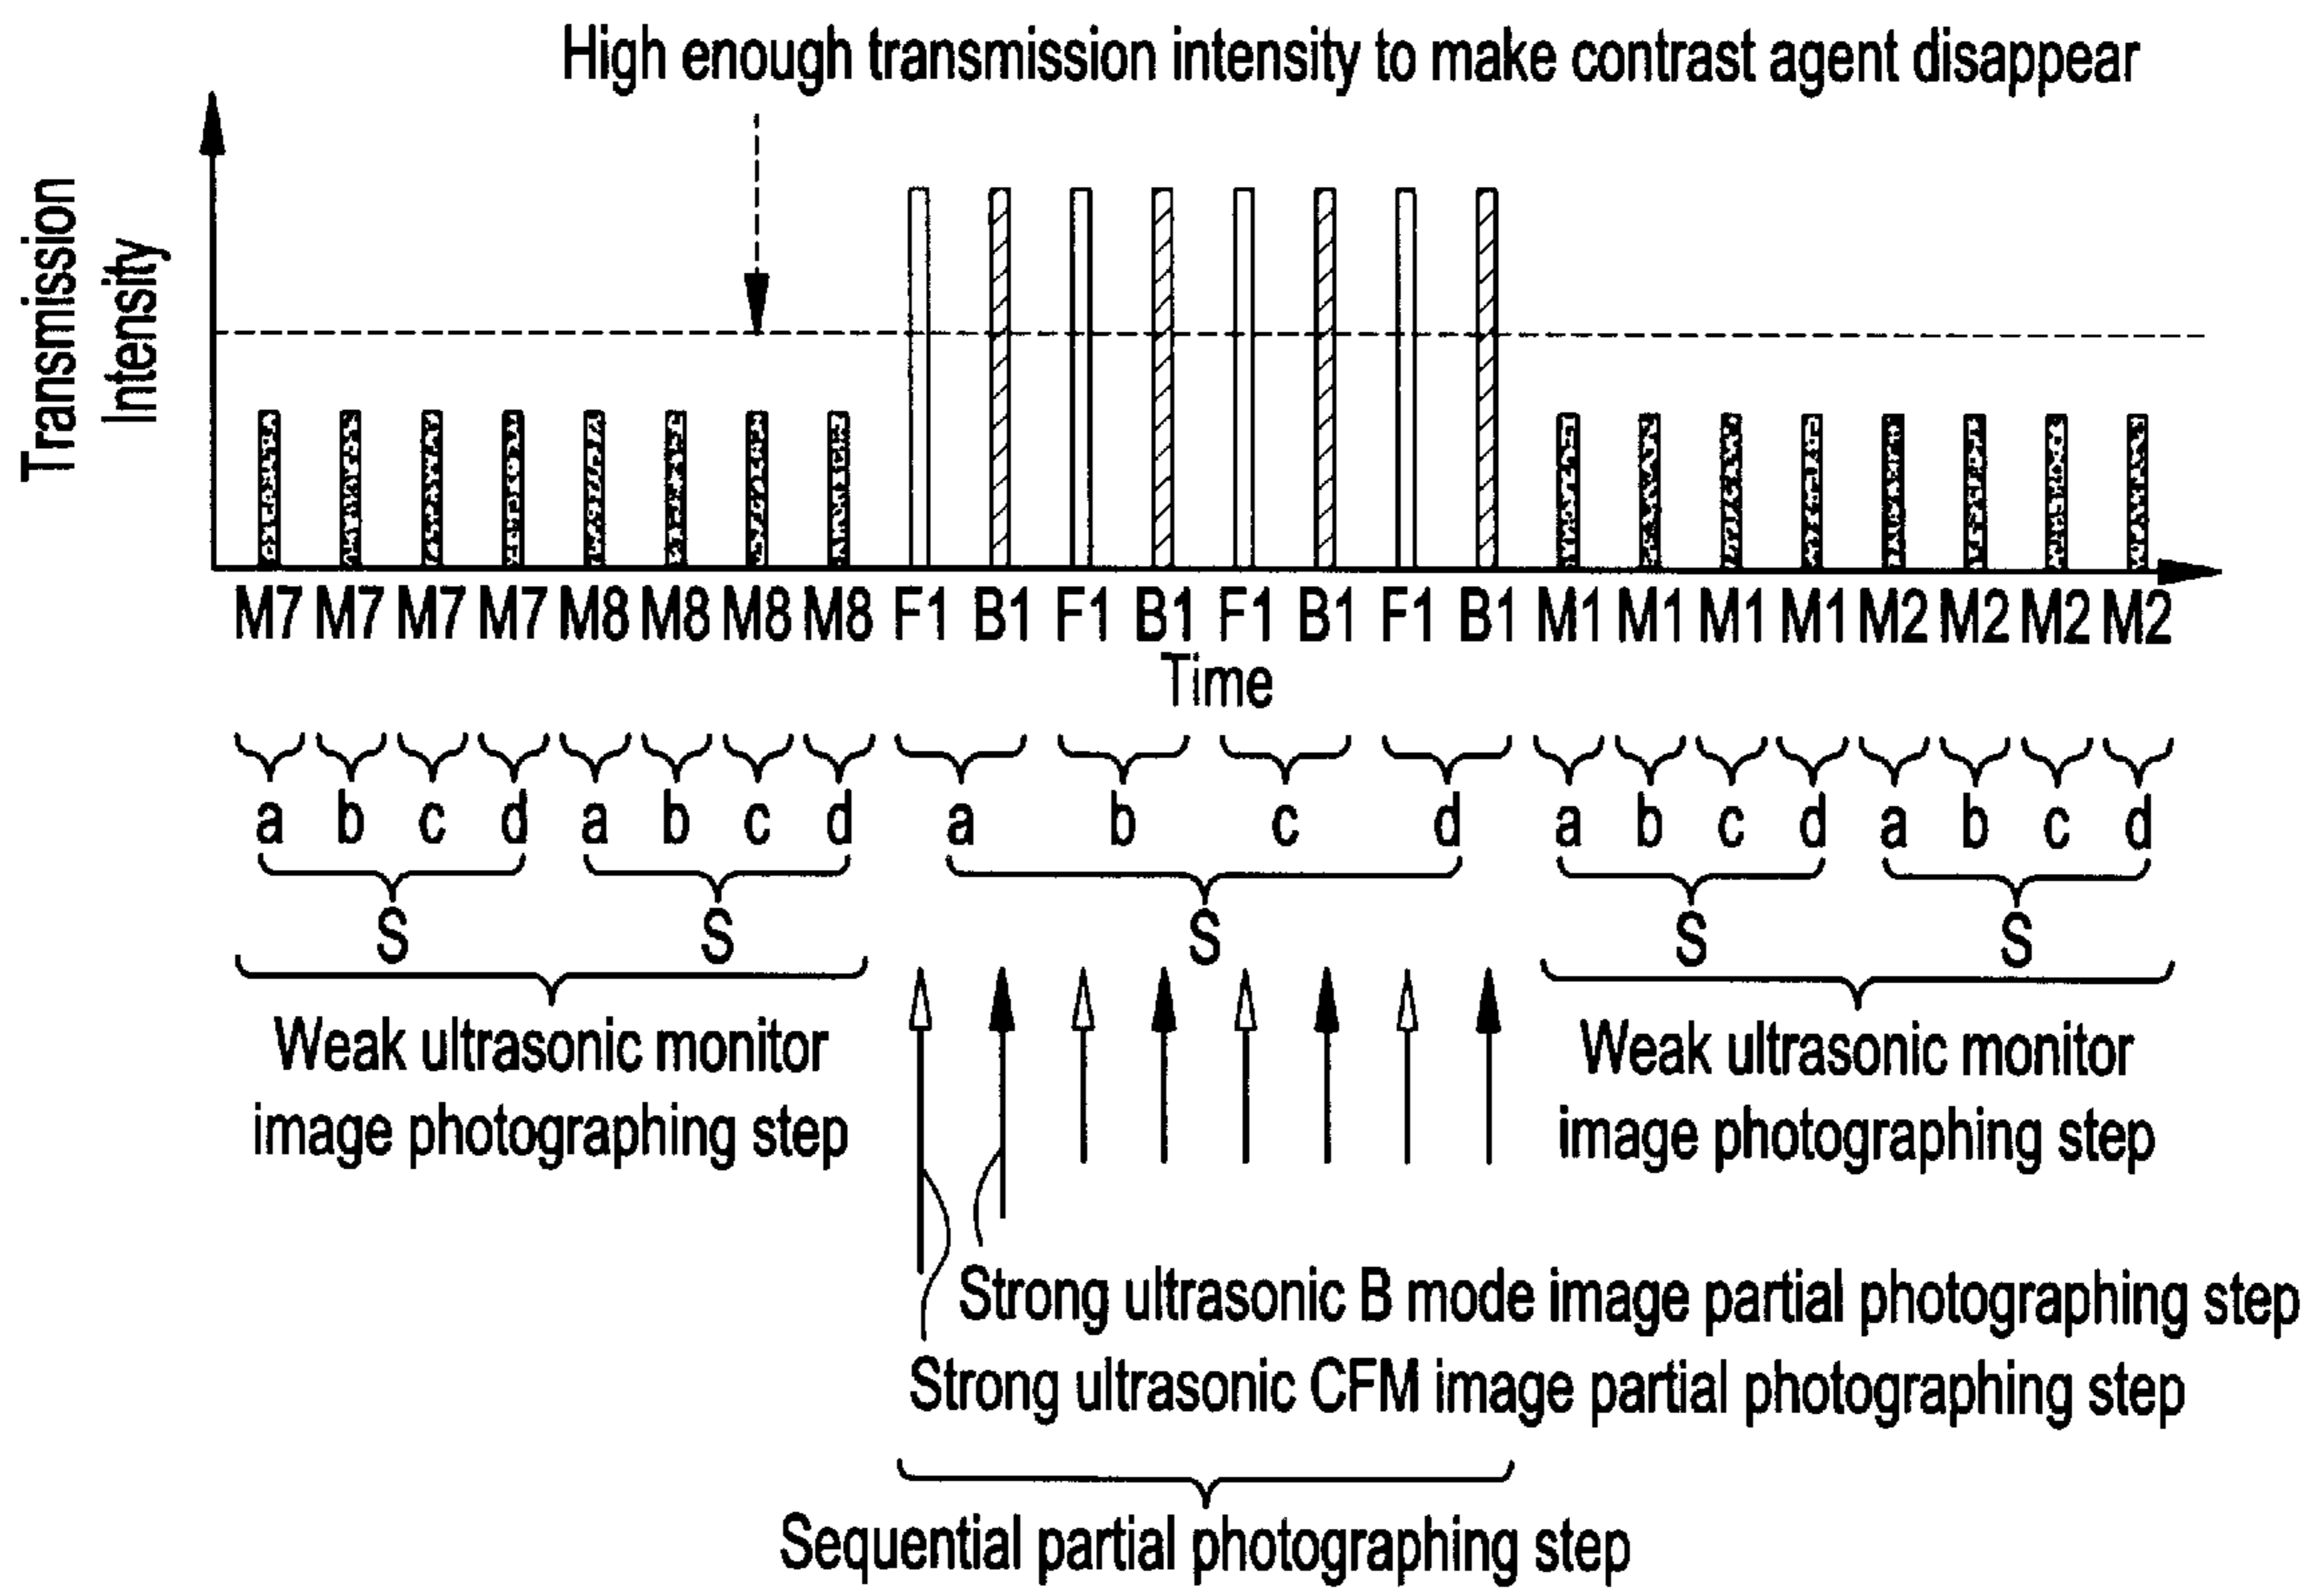 High enough transmission intensity to make contrast agent disappear
Transmission
Intensity
M7 M7 M7 M7 M8 M8 M8 M8 F1 B1 F1 B1 F1 B1 F1 B1 M1 M1 M1 M1 M2 M2 M2 M2
Time
a b c d a b c d a b c d a b c d a b c d
S S S S S
Weak ultrasonic monitor
image photographing step
Weak ultrasonic monitor
image photographing step
Strong ultrasonic B mode image partial photographing step
Strong ultrasonic CFM image partial photographing step
Sequential partial photographing step